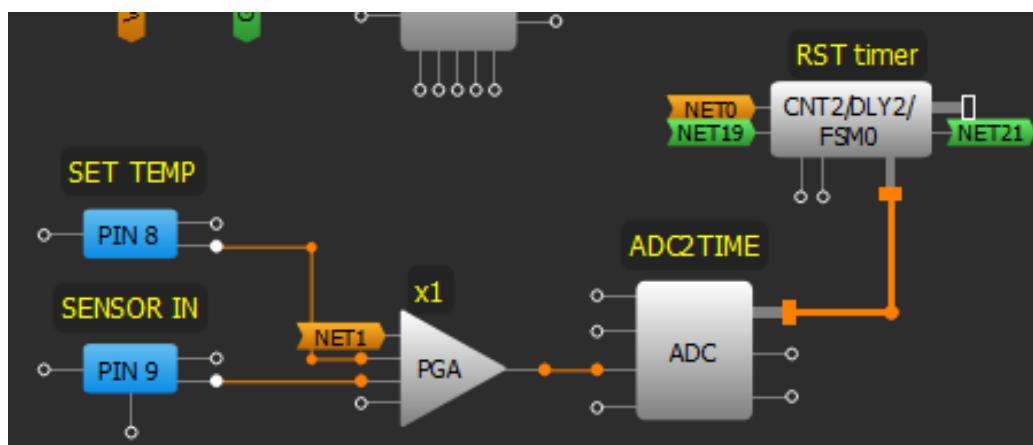 RST timer
NET0
CNT2/DLY2/
FSM0
NET19
NET21
SET TEMP
PIN 8
ADC2TIME
SENSOR IN
x1
NET1
PIN 9
PGA
ADC